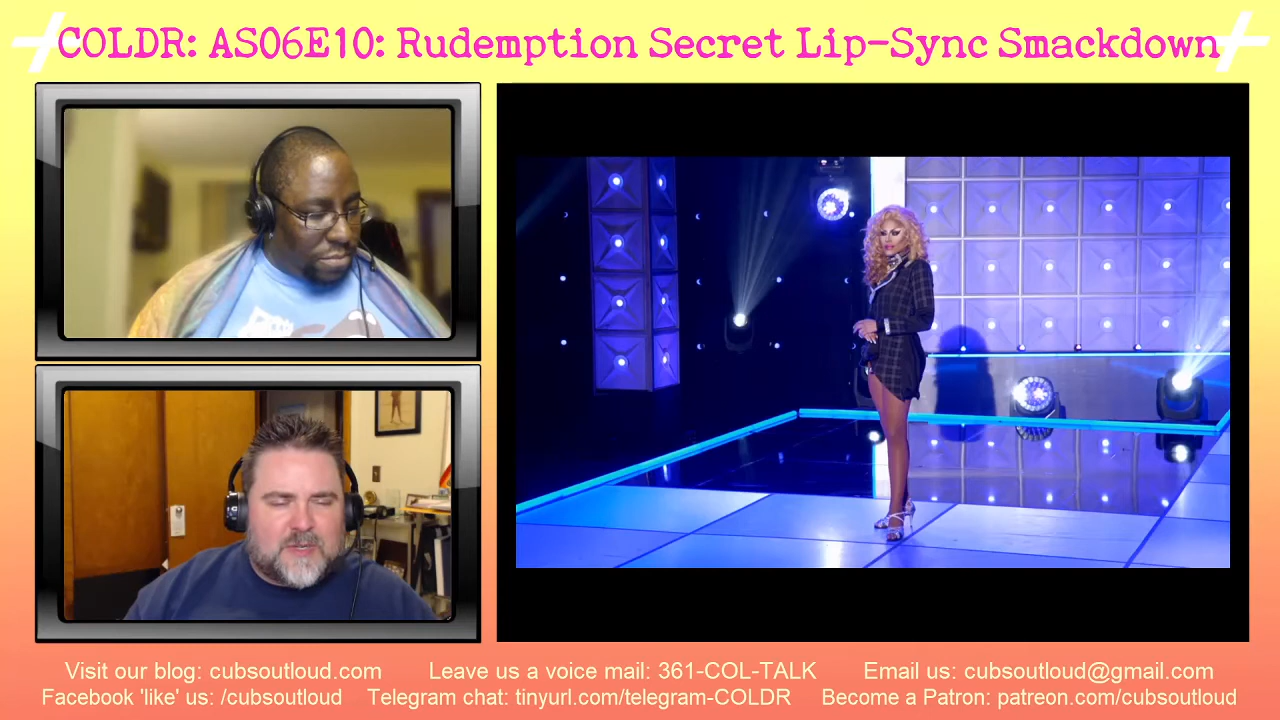 COLDR: AS06E10: Rudemption Secret Lip-Sync Smackdown
Visit our blog: cubsoutloud.com Leave us a voice mail: 361-COL-TALK Email us: cubsoutloud@gmail.com
Facebook 'like' us: /cubsoutloud Telegram chat: tinyurl.com/telegram-COLDR Become a Patron: patreon.com/cubsoutloud